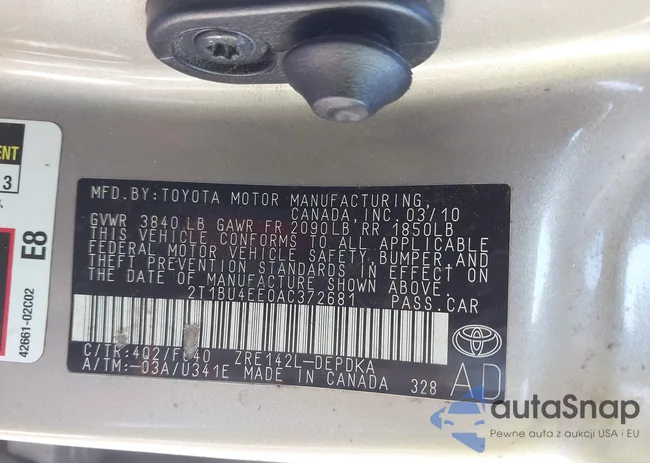 ENT
13
E8
42661-02C02
MFD. BY: TOYOTA MOTOR MANUFACTURING,
CANADA, INC. 03/10
GVWR 3840 LB GAWR FR 2090LB RR 1850LB
THIS VEHICLE CONFORMS TO ALL APPLICABLE
FEDERAL MOTOR VEHICLE SAFETY, BUMPER, AND
THEFT PREVENTION STANDARDS IN EFFECT ON
THE DATE OF MANUFACTURE SHOWN ABOVE.
2T1BU4EE0AC372681 PASS.CAR
C/TR:4Q2/
ZRE142L-DEPDKA
A/TM:-03A/U341E MADE IN CANADA 328
AD
autaSnap
Pewne auta z aukcji USA i EU